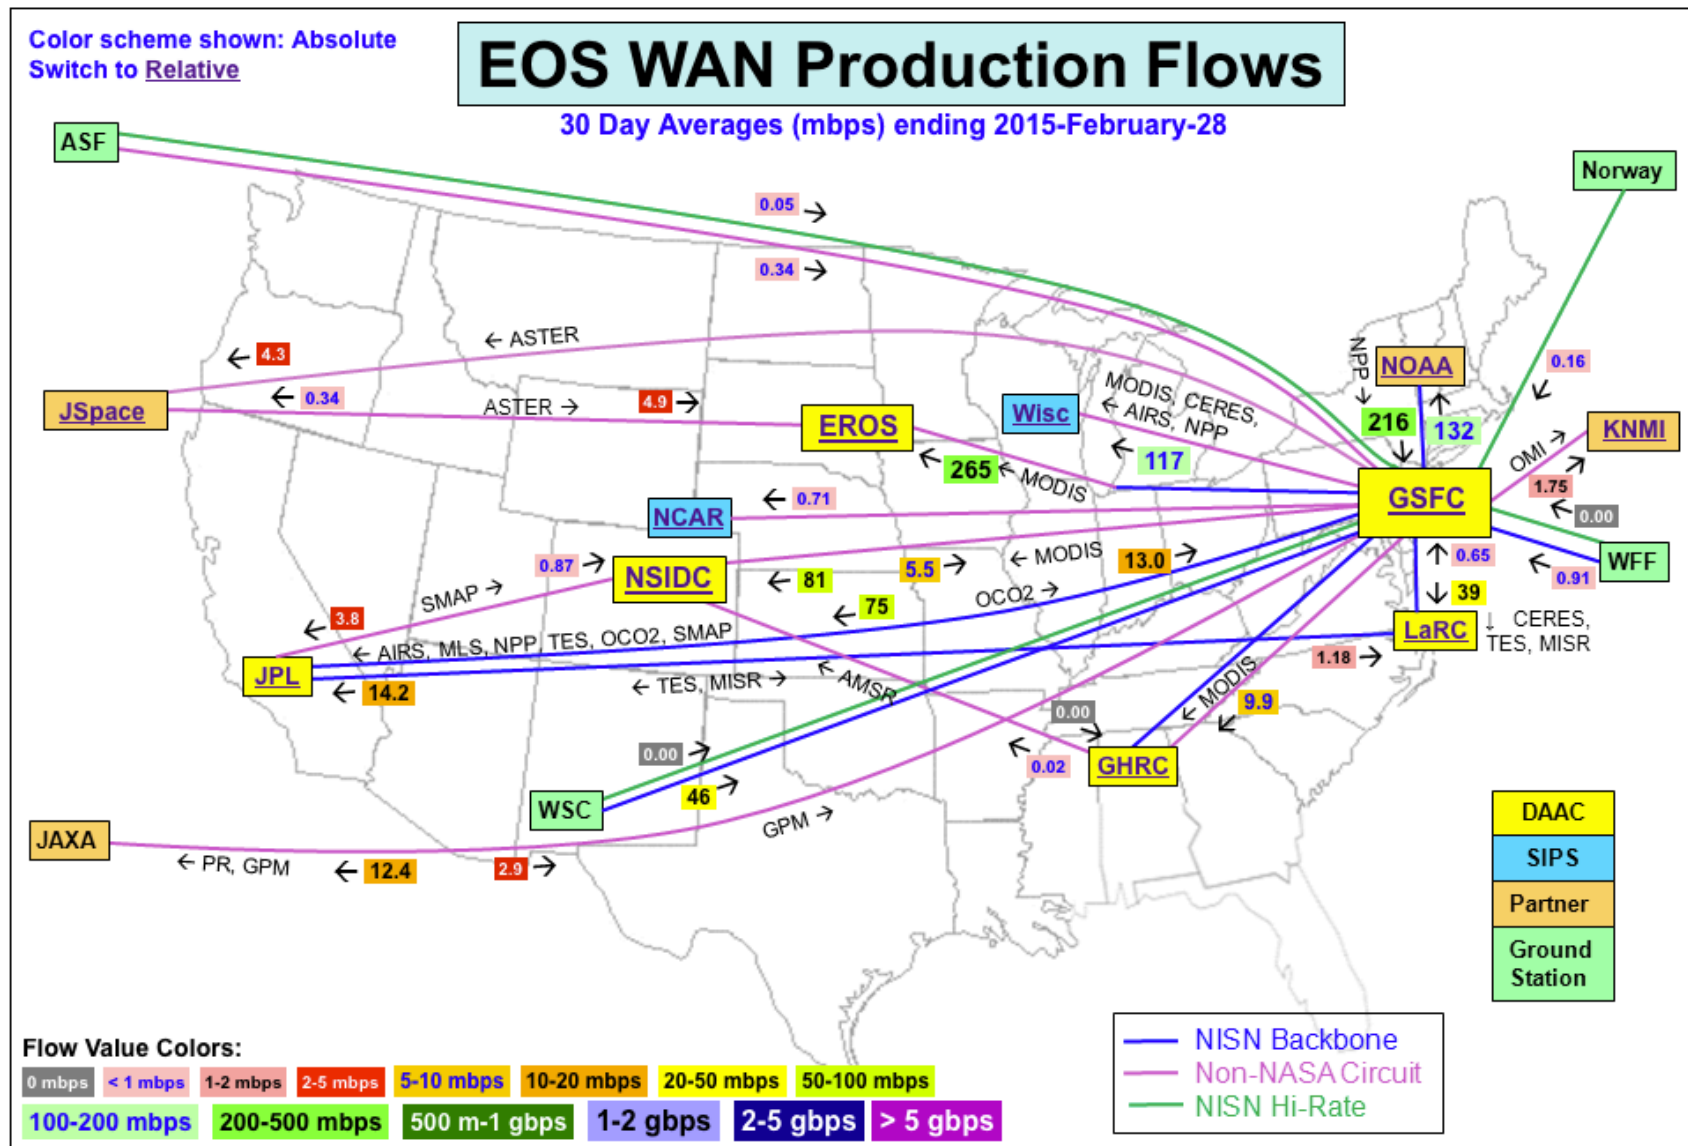 Color scheme shown: Absolute
Switch to Relative
EOS WAN Production Flows
30 Day Averages (mbps) ending 2015-February-28
ASF
Norway
0.05 →
0.34 →
← ASTER
← 4.3
JSpace
← 0.34
ASTER →
4.9 →
EROS
Wisc
MODIS, CERES,
← AIRS, NPP
← 117
← 265
← MODIS
NPP →
NOAA
216
132
0.16
KNMI
OMI →
1.75
GSFC
← 0.00
WFF
← 0.91
0.65
39
LaRC
↓ CERES,
TES, MISR
1.18 →
NCAR
← 0.71
NSIDC
0.87 →
SMAP →
← 3.8
← 81
5.5 →
← MODIS
13.0 →
← 75
OCO2 →
← AIRS, MLS, NPP, TES, OCO2, SMAP
JPL
← 14.2
← TES, MISR →
← AMSR
← MODIS
9.9
0.00
0.02
GHRC
0.00 →
46 →
WSC
GPM →
JAXA
← PR, GPM
← 12.4
2.9 →
DAAC
SIPS
Partner
Ground
Station
NISN Backbone
Non-NASA Circuit
NISN Hi-Rate
Flow Value Colors:
0 mbps < 1 mbps 1-2 mbps 2-5 mbps 5-10 mbps 10-20 mbps 20-50 mbps 50-100 mbps
100-200 mbps 200-500 mbps 500 m-1 gbps 1-2 gbps 2-5 gbps > 5 gbps